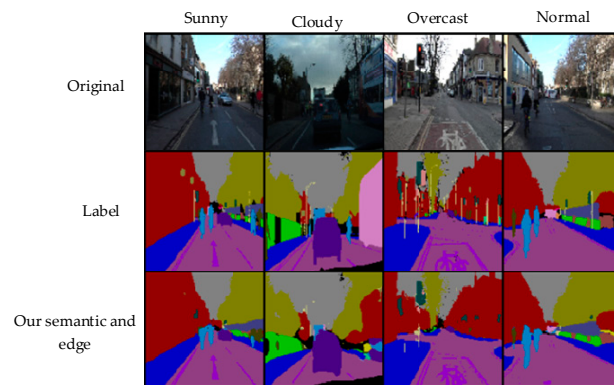 Sunny Cloudy Overcast Normal
Original
Label
Our semantic and
edge